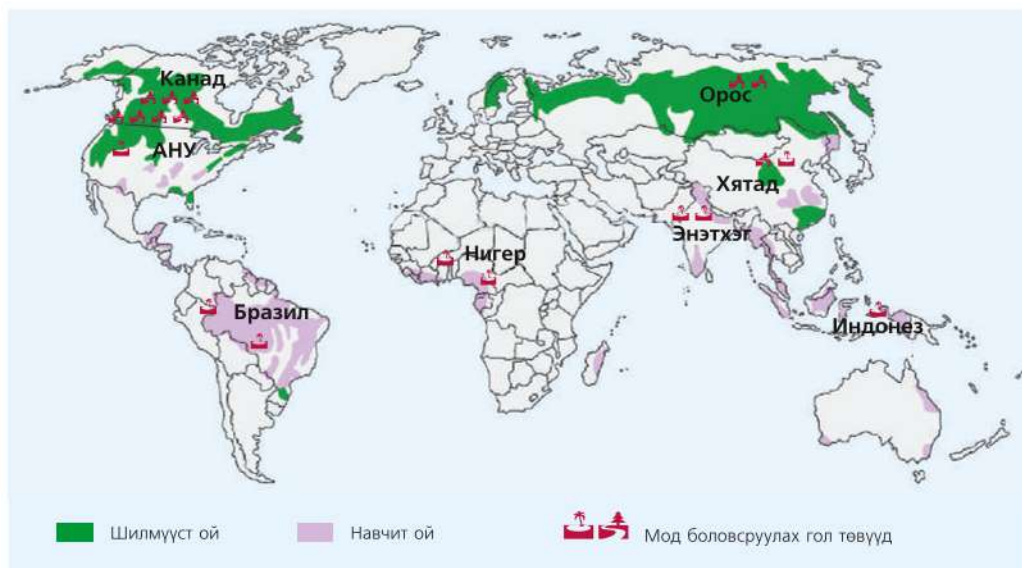 Канад
Орос
АНУ
Хятад
Энэтхэг
Нигер
Бразил
Индонез
Шилмүүст ой
Навчит ой
Мод боловсруулах гол төвүүд